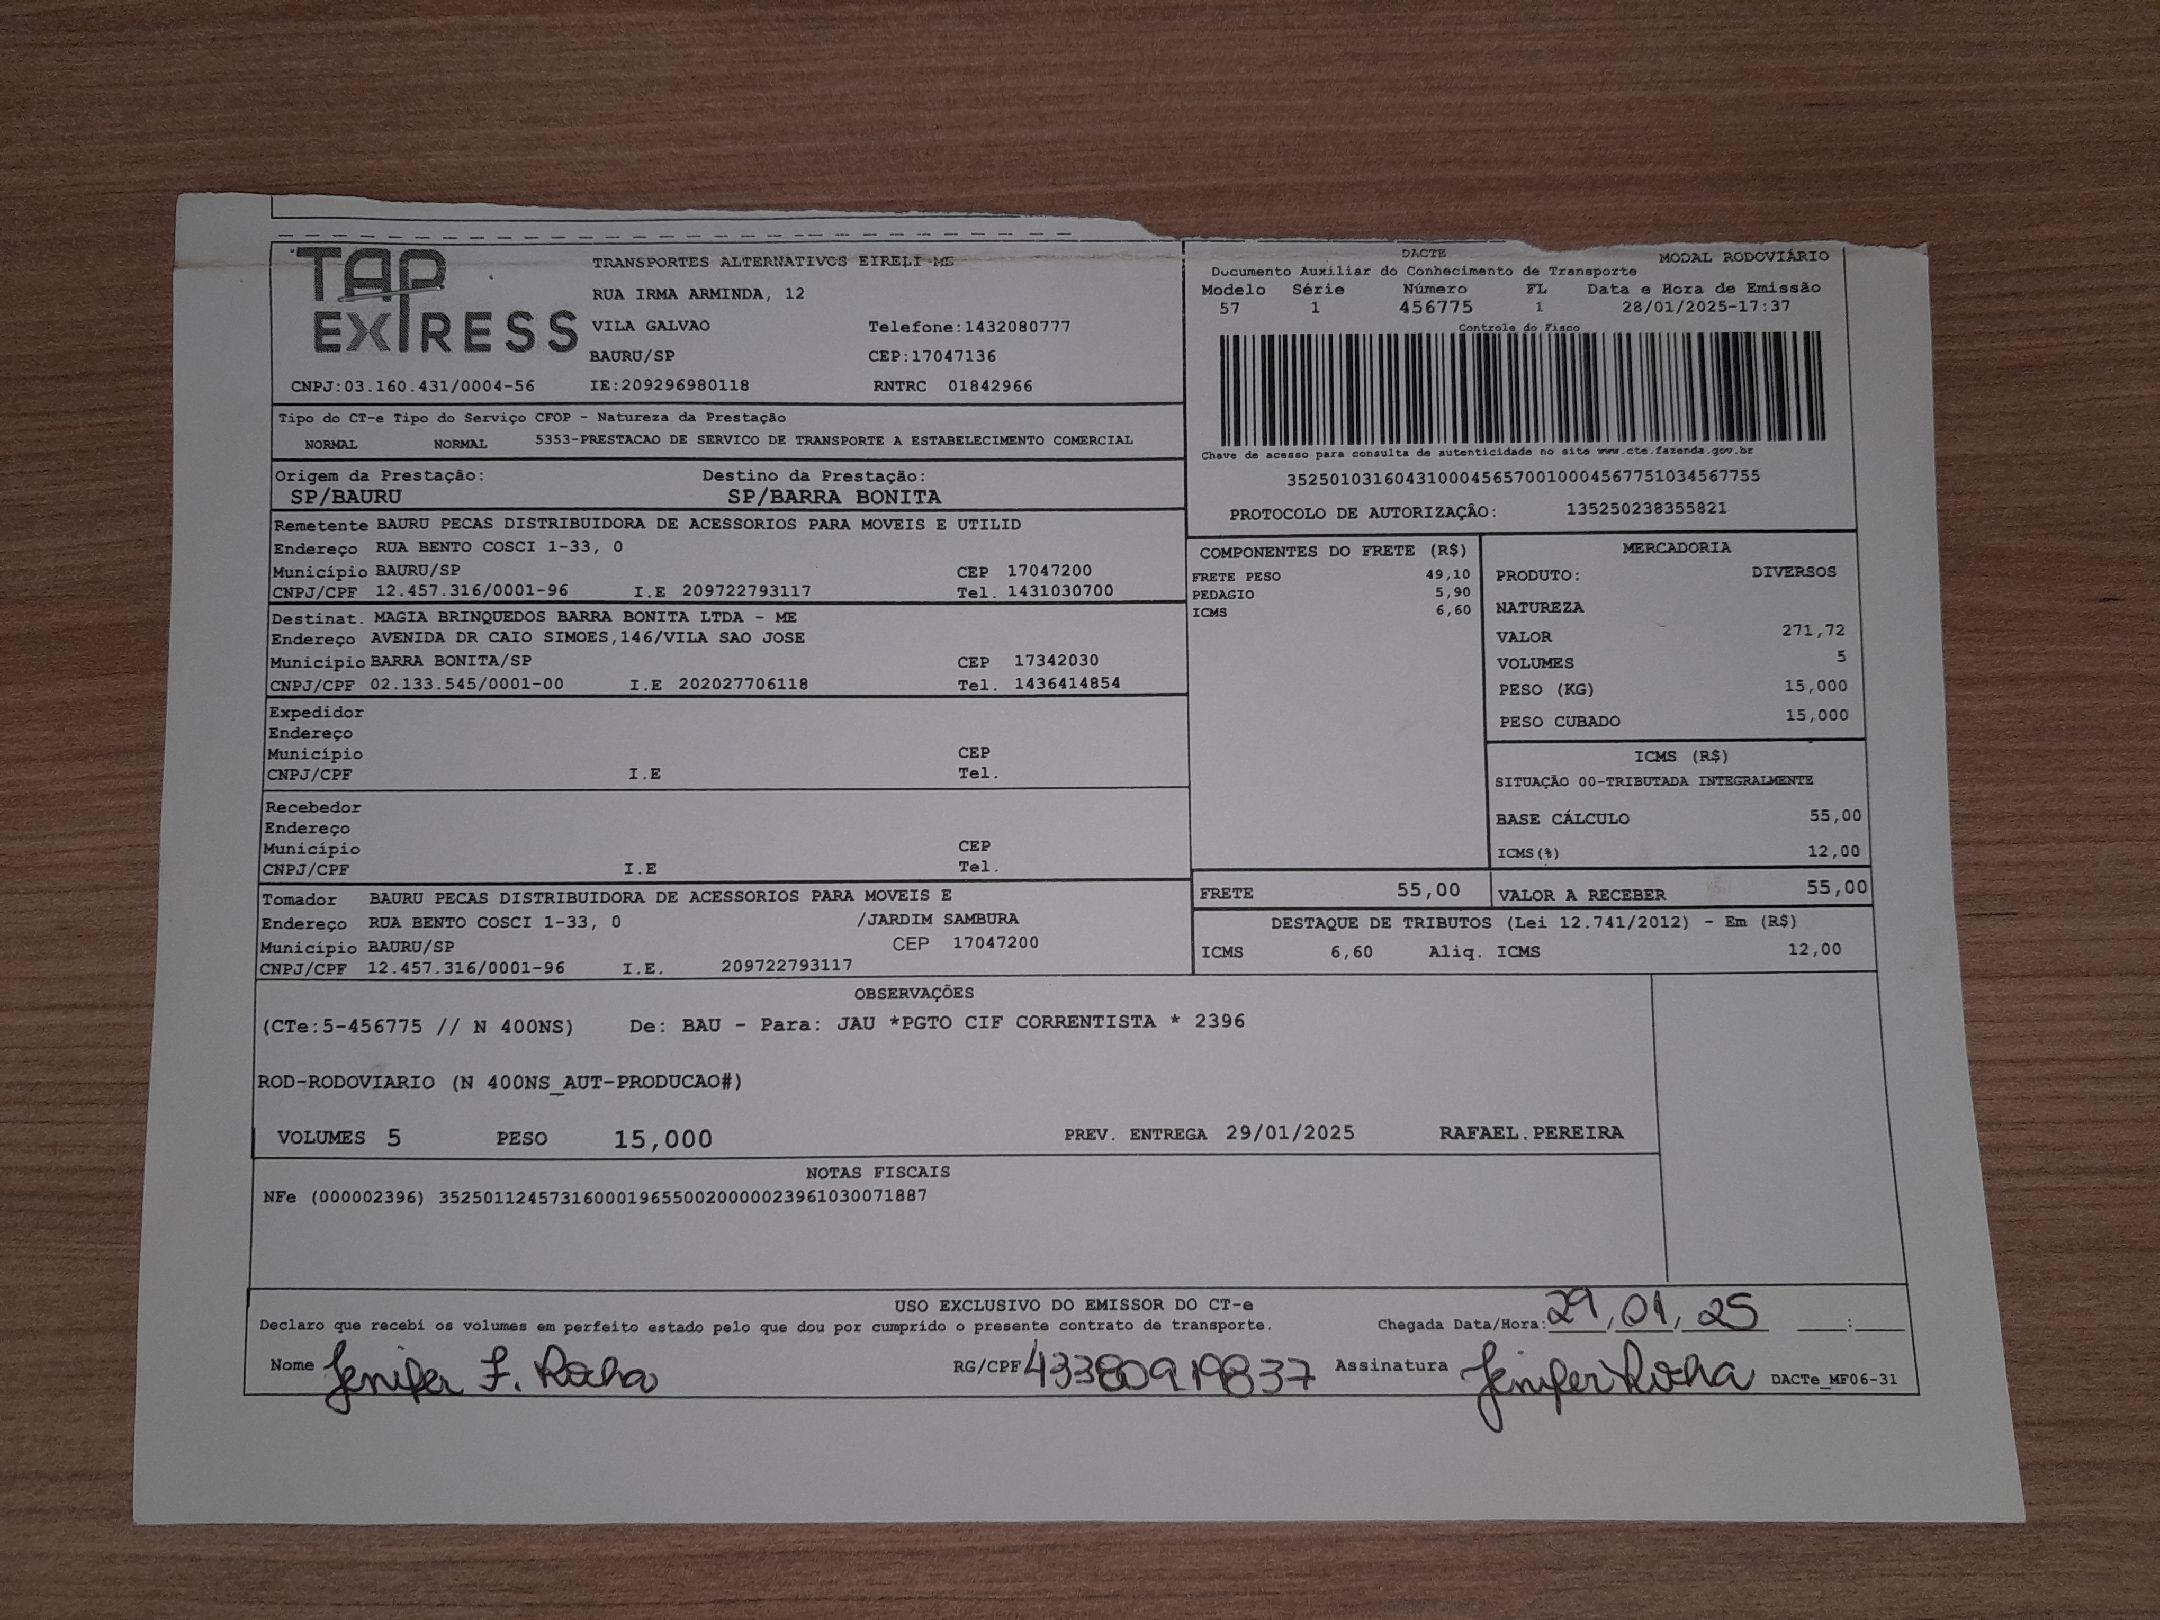 TAP EXPRESS
TRANSPORTES ALTERNATIVOS EIRELI ME
RUA IRMA ARMINDA, 12
VILA GALVAO Telefone:1432080777
BAURU/SP CEP:17047136
CNPJ:03.160.431/0004-56 IE:209296980118 RNTRC 01842966
DACTE MODAL RODOVIÁRIO
Documento Auxiliar do Conhecimento de Transporte
Modelo Série Número FL Data e Hora de Emissão
57 1 456775 1 28/01/2025-17:37
Controle do Fisco
Chave de acesso para consulta de autenticidade no site www.cte.fazenda.gov.br
35250103160431000456570010004567751034567755
PROTOCOLO DE AUTORIZAÇÃO: 135250238355821
Tipo do CT-e Tipo do Serviço CFOP - Natureza da Prestação
NORMAL NORMAL 5353-PRESTACAO DE SERVICO DE TRANSPORTE A ESTABELECIMENTO COMERCIAL
Origem da Prestação: Destino da Prestação:
SP/BAURU SP/BARRA BONITA
Remetente BAURU PECAS DISTRIBUIDORA DE ACESSORIOS PARA MOVEIS E UTILID
Endereço RUA BENTO COSCI 1-33, 0
Município BAURU/SP CEP 17047200
CNPJ/CPF 12.457.316/0001-96 I.E 209722793117 Tel. 1431030700
Destinat. MAGIA BRINQUEDOS BARRA BONITA LTDA - ME
Endereço AVENIDA DR CAIO SIMOES,146/VILA SAO JOSE
Município BARRA BONITA/SP CEP 17342030
CNPJ/CPF 02.133.545/0001-00 I.E 202027706118 Tel. 1436414854
Expedidor
Endereço
Município CEP
CNPJ/CPF I.E Tel.
Recebedor
Endereço
Município CEP
CNPJ/CPF I.E Tel.
Tomador BAURU PECAS DISTRIBUIDORA DE ACESSORIOS PARA MOVEIS E
Endereço RUA BENTO COSCI 1-33, 0 /JARDIM SAMBURA
Município BAURU/SP CEP 17047200
CNPJ/CPF 12.457.316/0001-96 I.E. 209722793117
COMPONENTES DO FRETE (R$)
FRETE PESO 49,10
PEDAGIO 5,90
ICMS 6,60
MERCADORIA
PRODUTO: DIVERSOS
NATUREZA
VALOR 271,72
VOLUMES 5
PESO (KG) 15,000
PESO CUBADO 15,000
ICMS (R$)
SITUAÇÃO 00-TRIBUTADA INTEGRALMENTE
BASE CÁLCULO 55,00
ICMS(%) 12,00
FRETE 55,00 VALOR A RECEBER 55,00
DESTAQUE DE TRIBUTOS (Lei 12.741/2012) - Em (R$)
ICMS 6,60 Aliq. ICMS 12,00
OBSERVAÇÕES
(CTe:5-456775 // N 400NS) De: BAU - Para: JAU *PGTO CIF CORRENTISTA * 2396
ROD-RODOVIARIO (N 400NS_AUT-PRODUCAO#)
VOLUMES 5 PESO 15,000 PREV. ENTREGA 29/01/2025 RAFAEL.PEREIRA
NOTAS FISCAIS
NFe (000002396) 35250112457316000196550020000023961030071887
USO EXCLUSIVO DO EMISSOR DO CT-e
Declaro que recebi os volumes em perfeito estado pelo que dou por cumprido o presente contrato de transporte. Chegada Data/Hora: 29/01/25 __:__
Nome Jenifer F. Rocha RG/CPF 43380919837 Assinatura Jenifer Rocha DACTe_MF06-31